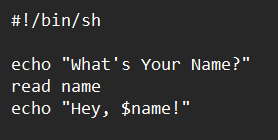 #!/bin/sh
echo "What's Your Name?"
read name
echo "Hey, $name!"